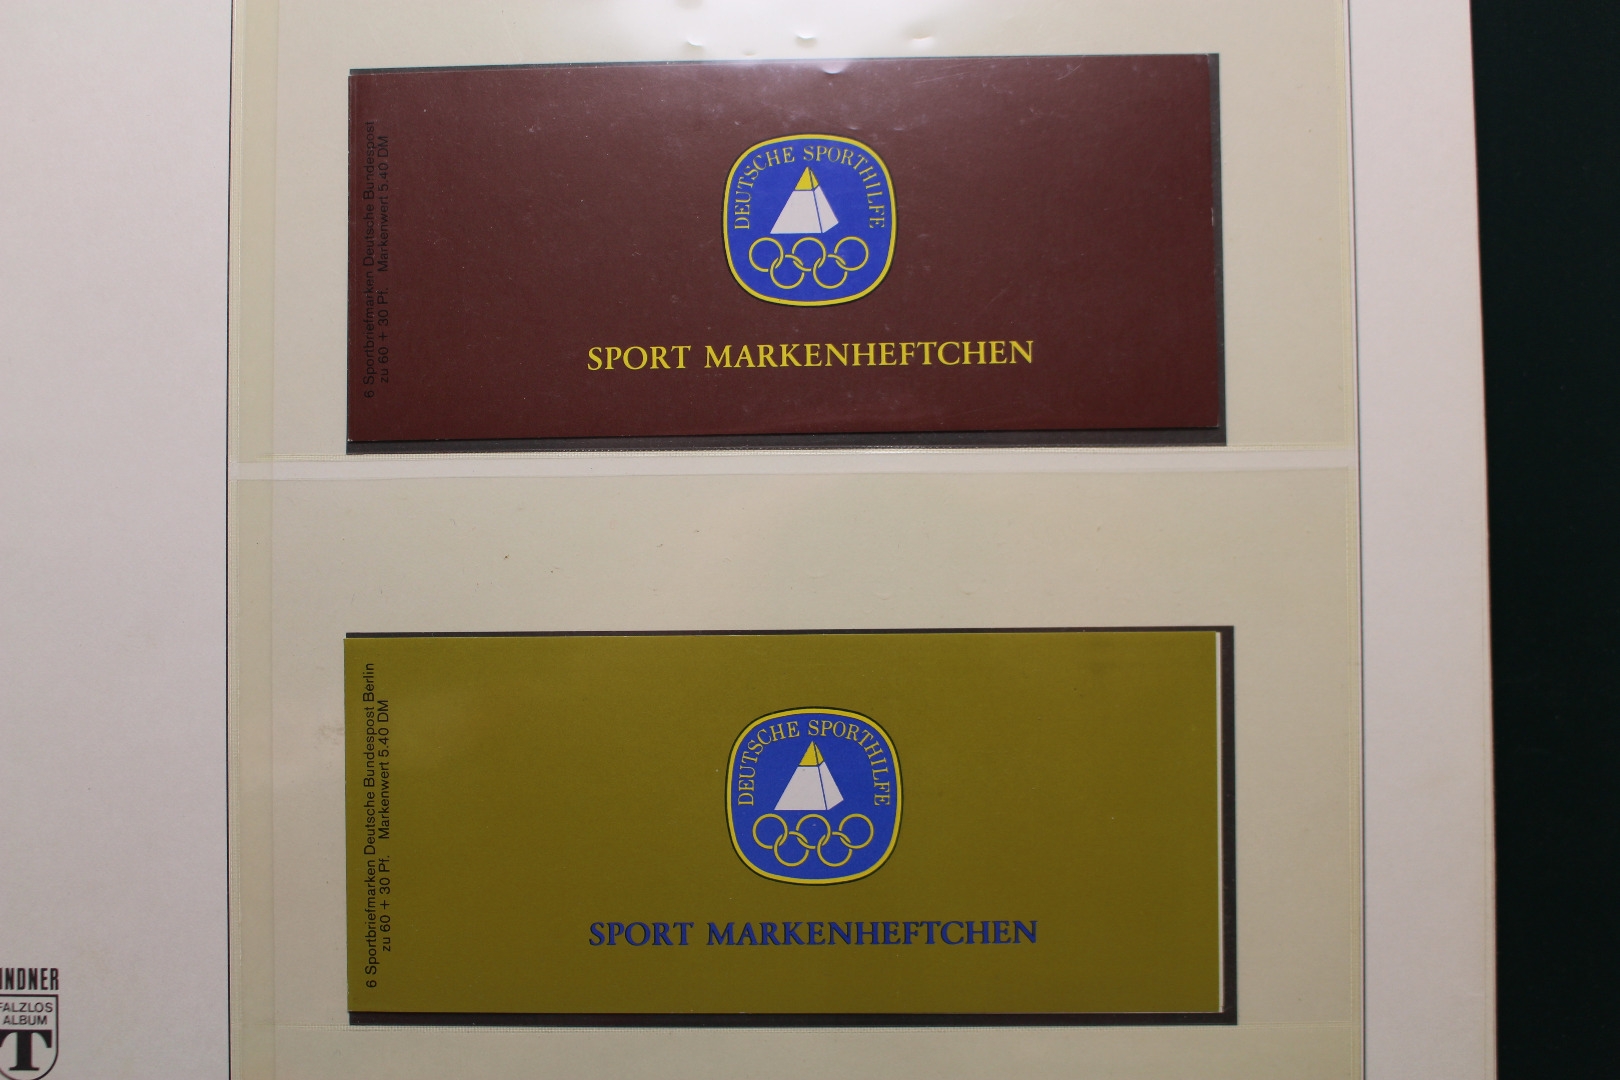 6 Sportbriefmarken Deutsche Bundespost
zu 60 + 30 Pf. Markenwert 5.40 DM
DEUTSCHE SPORTHILFE
SPORT MARKENHEFTCHEN
6 Sportbriefmarken Deutsche Bundespost Berlin
zu 60 + 30 Pf. Markenwert 5.40 DM
DEUTSCHE SPORTHILFE
SPORT MARKENHEFTCHEN
INDNER
FALZLOS
ALBUM
T